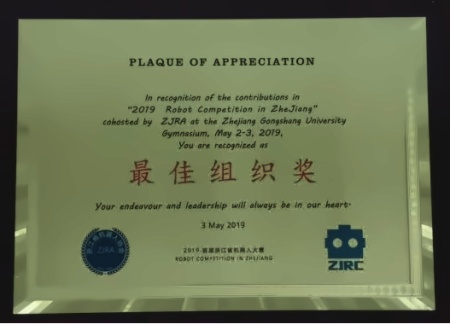 PLAQUE OF APPRECIATION
In recognition of the contributions in
"2019 Robot Competition in ZheJiang"
cohosted by ZJRA at the Zhejiang Gongshang University
Gymnasium, May 2-3, 2019,
You are recognized as
最佳组织奖
Your endeavour and leadership will always be in our heart.
3 May 2019
ZJRA
2019·首届浙江省机器人大赛
ROBOT COMPETITION IN ZHEJIANG
ZJRC